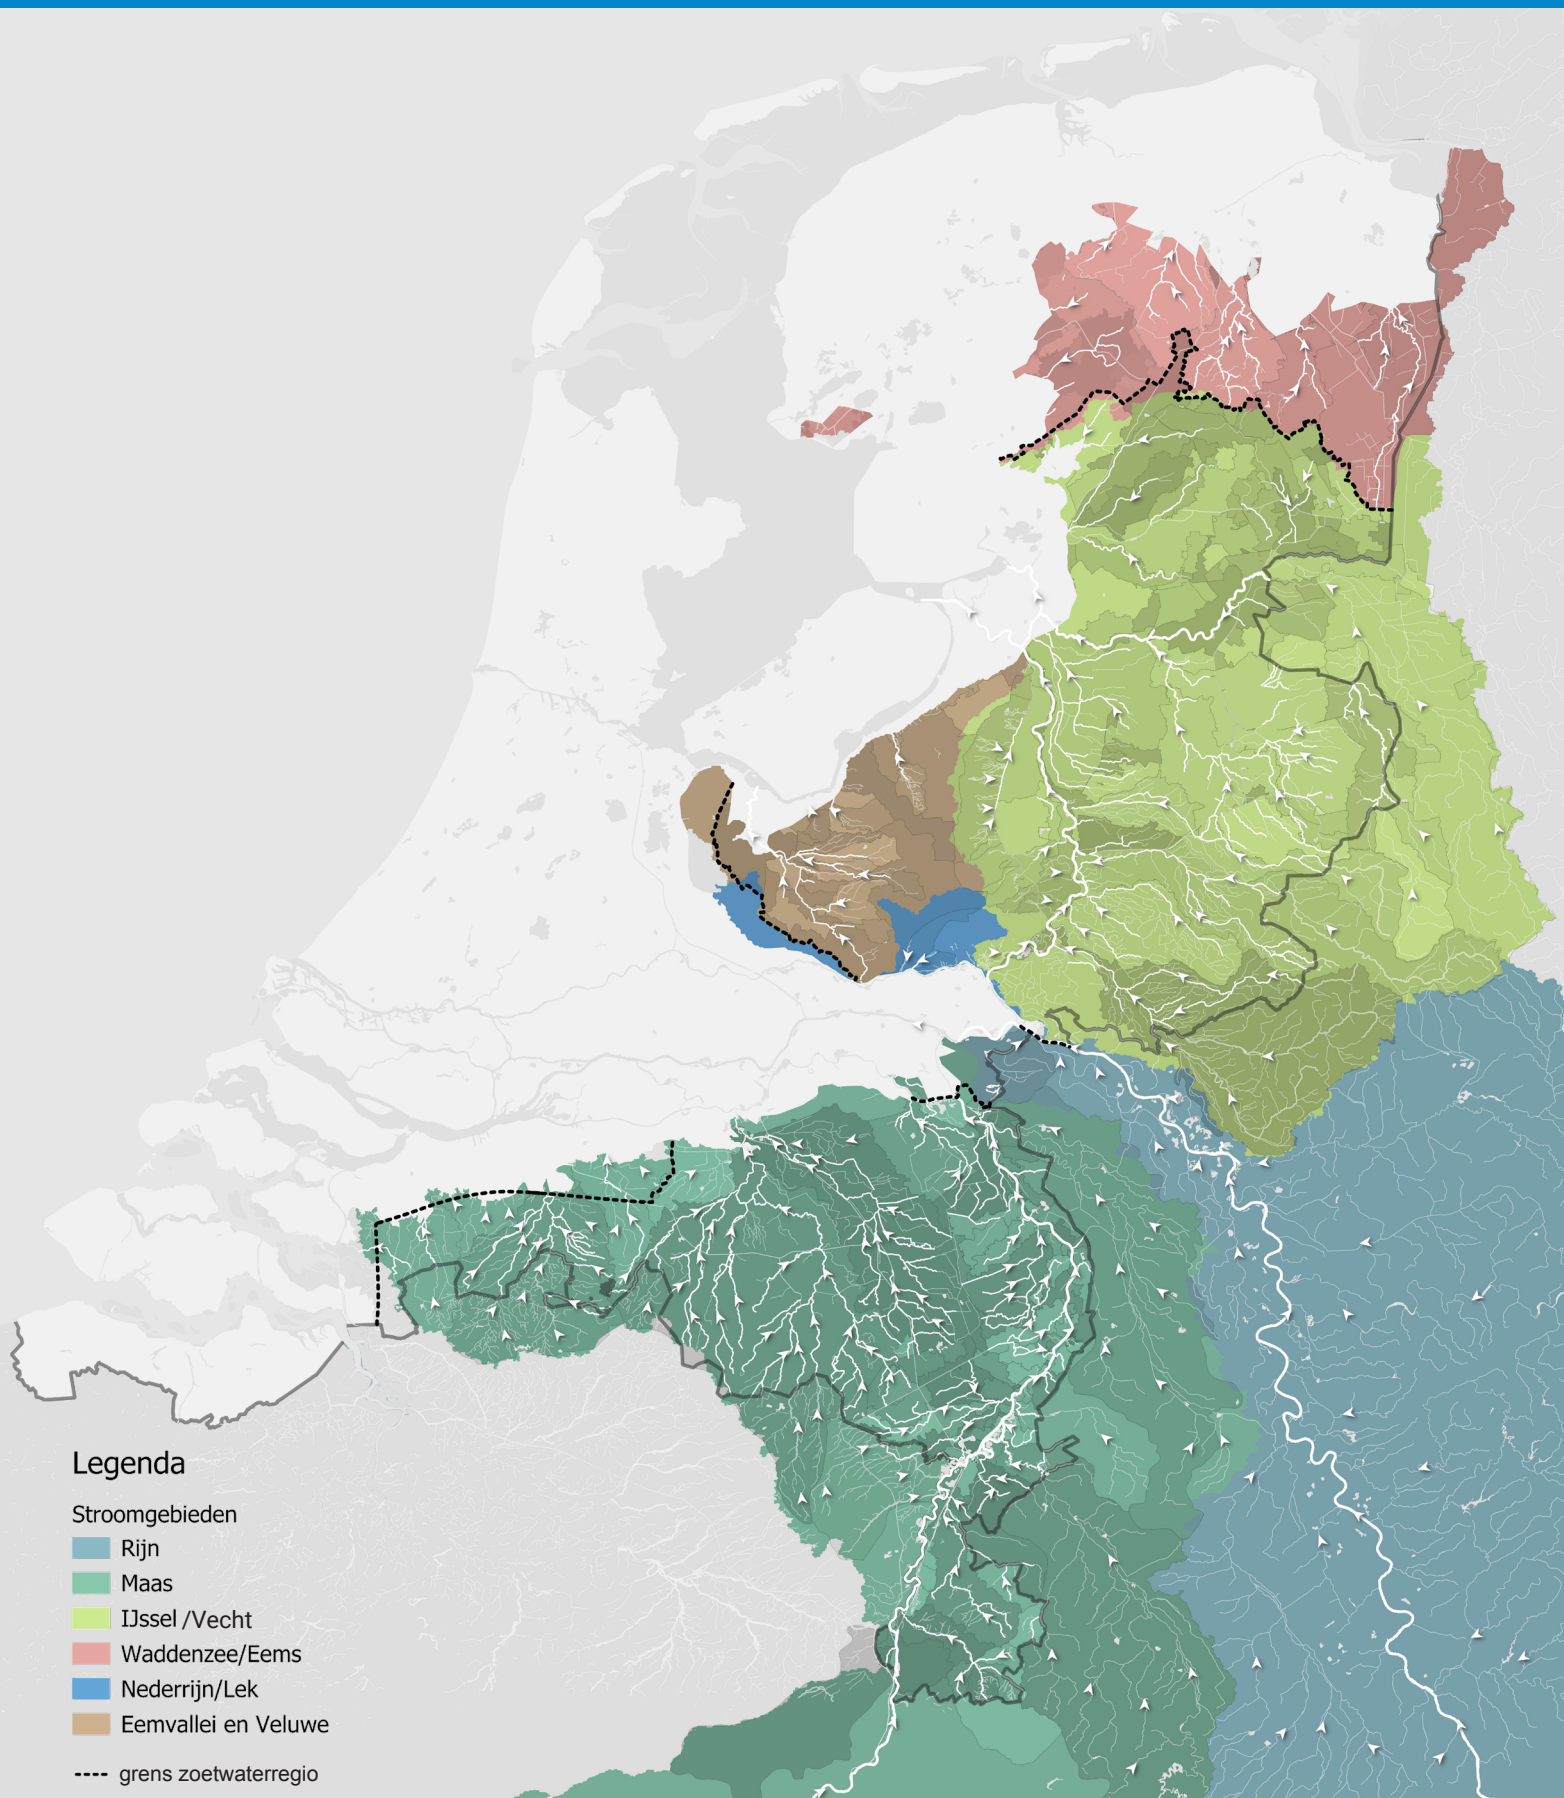 Legenda
Stroomgebieden
Rijn
Maas
IJssel /Vecht
Waddenzee/Eems
Nederrijn/Lek
Eemvallei en Veluwe
grens zoetwaterregio